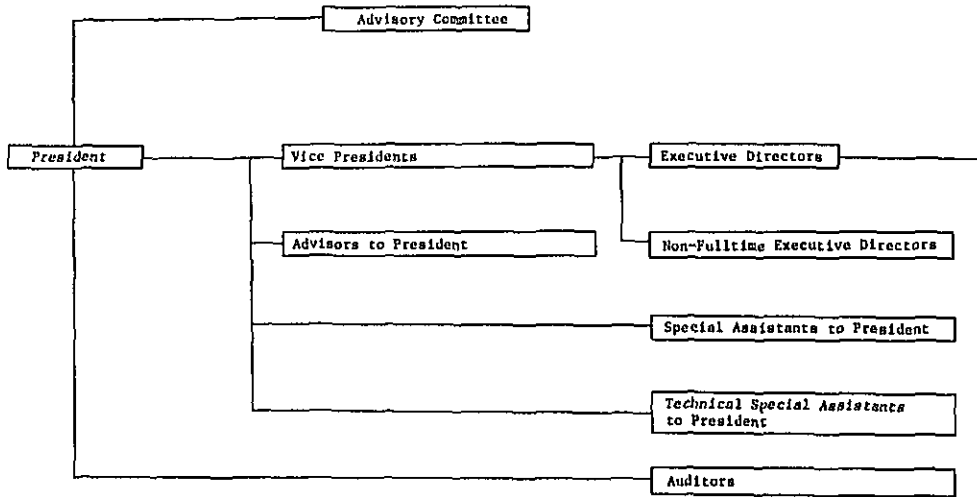 Advisory Committee
President
Vice Presidents
Executive Directors
Advisors to President
Non-Fulltime Executive Directors
Special Assistants to President
Technical Special Assistants
to President
Auditors